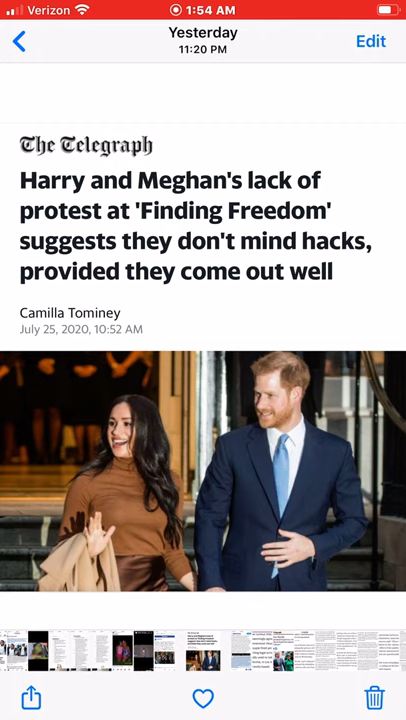 Verizon 1:54 AM
Yesterday
11:20 PM
Edit
The Telegraph
Harry and Meghan's lack of
protest at 'Finding Freedom'
suggests they don't mind hacks,
provided they come out well
Camilla Tominey
July 25, 2020, 10:52 AM